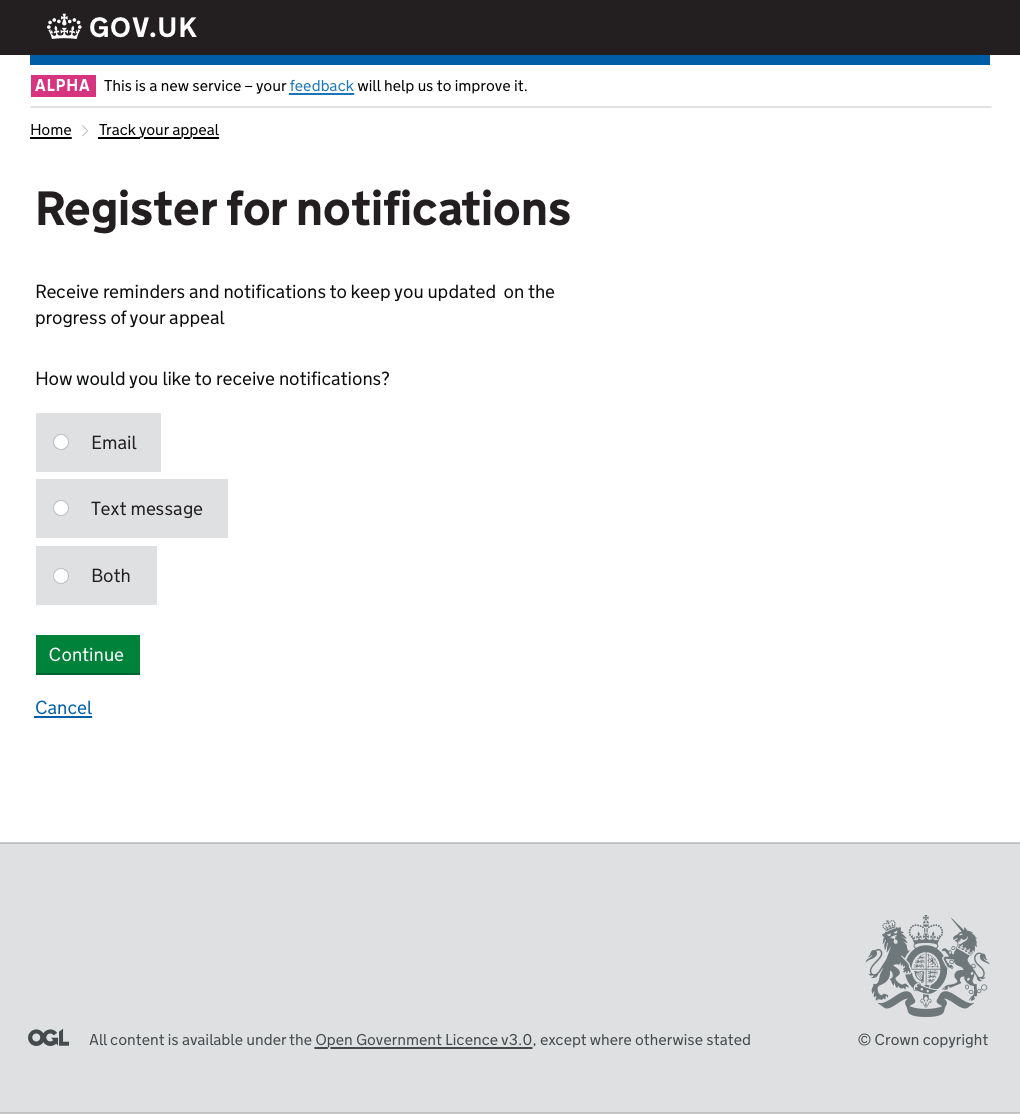 GOV.UK
ALPHA This is a new service – your feedback will help us to improve it.
Home Track your appeal
Register for notifications
Receive reminders and notifications to keep you updated  on the
progress of your appeal
How would you like to receive notifications?
Email
Text message
Both
Continue
Cancel
OGL All content is available under the Open Government Licence v3.0, except where otherwise stated
© Crown copyright